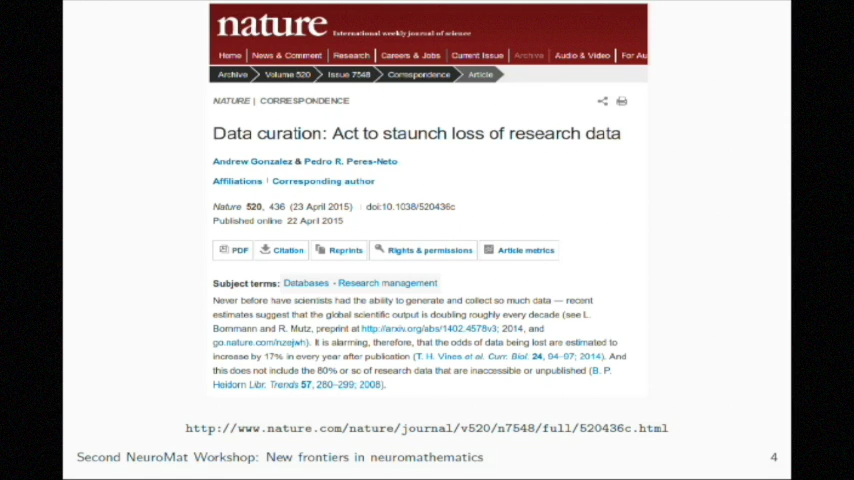 nature International weekly journal of science
Home News & Comment Research Careers & Jobs Current Issue Archive Audio & Video For Au
Archive Volume 520 Issue 7548 Correspondence Article
NATURE | CORRESPONDENCE
Data curation: Act to staunch loss of research data
Andrew Gonzalez & Pedro R. Peres-Neto
Affiliations | Corresponding author
Nature 520, 436 (23 April 2015) | doi:10.1038/520436c
Published online 22 April 2015
PDF Citation Reprints Rights & permissions Article metrics
Subject terms: Databases • Research management
Never before have scientists had the ability to generate and collect so much data — recent
estimates suggest that the global scientific output is doubling roughly every decade (see L.
Bornmann and R. Mutz, preprint at http://arxiv.org/abs/1402.4578v3; 2014, and
go.nature.com/nzejwh). It is alarming, therefore, that the odds of data being lost are estimated to
increase by 17% in every year after publication (T. H. Vines et al. Curr. Biol. 24, 94–97; 2014). And
this does not include the 80% or so of research data that are inaccessible or unpublished (B. P.
Heidorn Libr. Trends 57, 280–299; 2008).
http://www.nature.com/nature/journal/v520/n7548/full/520436c.html
Second NeuroMat Workshop: New frontiers in neuromathematics 4